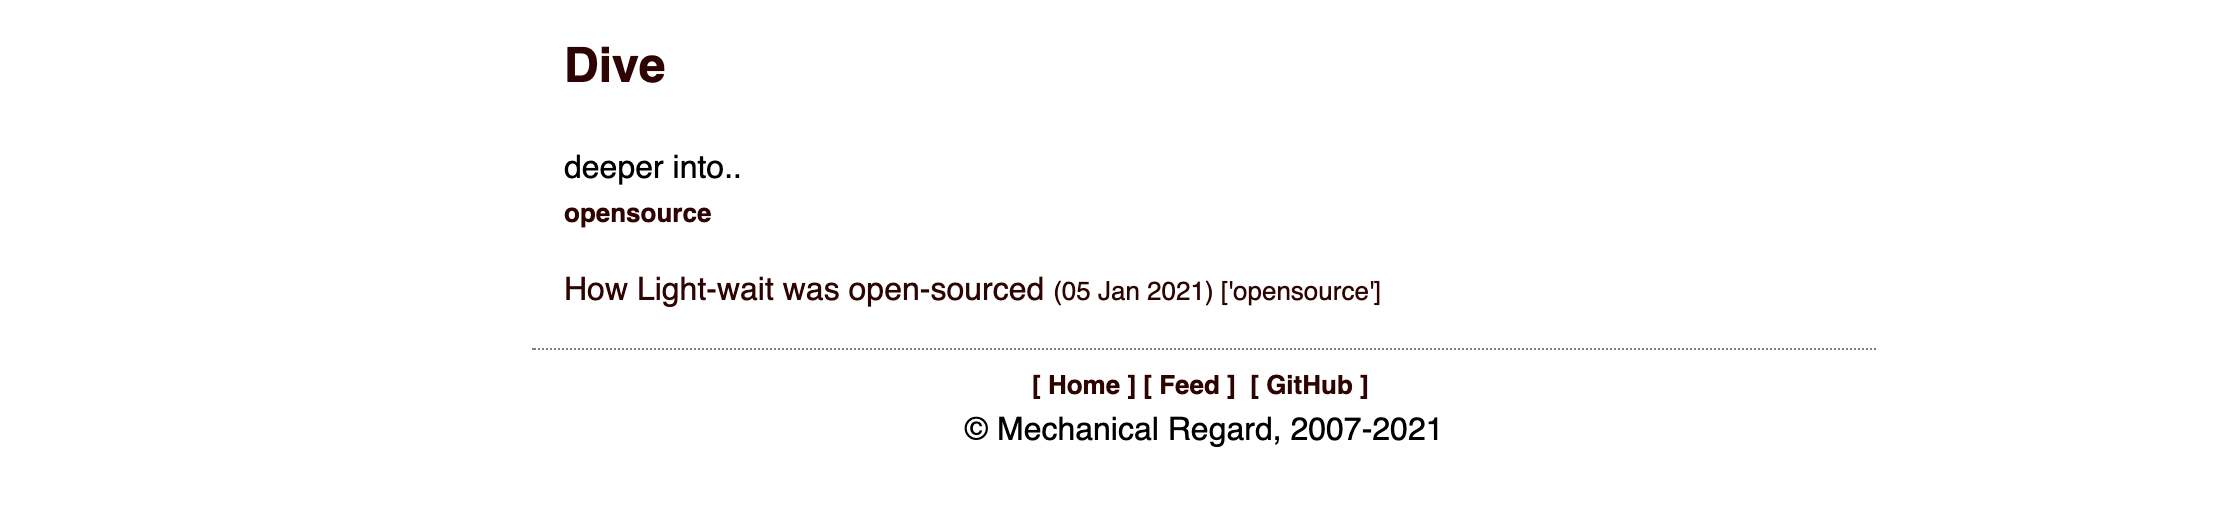 Dive
deeper into..
opensource
How Light-wait was open-sourced (05 Jan 2021) ['opensource']
[ Home ] [ Feed ] [ GitHub ]
© Mechanical Regard, 2007-2021